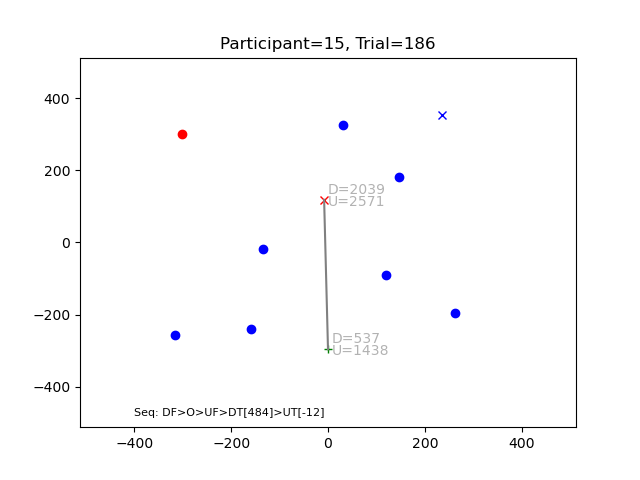 Participant=15, Trial=186
400
200
0
−200
−400
D=2039
U=2571
D=537
U=1438
Seq: DF>O>UF>DT[484]>UT[-12]
−400
−200
0
200
400